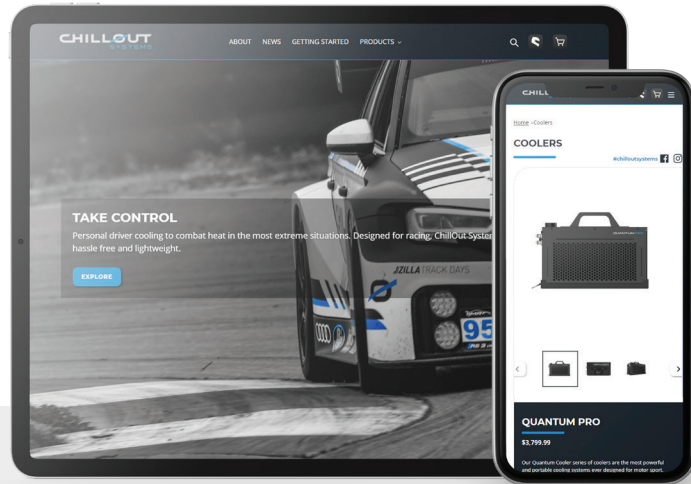 CHILLOUT
SYSTEMS
ABOUT NEWS GETTING STARTED PRODUCTS
TAKE CONTROL
Personal driver cooling to combat heat in the most extreme situations. Designed for racing, ChillOut System
hassle free and lightweight.
EXPLORE
ZILLA TRACK DAYS
95
CHILL
Home
Coolers
COOLERS
#chilloutsystems
QUANTUMPRO
QUANTUM PRO
$3,799.99
Our Quantum Cooler series of coolers are the most powerful
and portable cooling systems ever designed for motor sport.